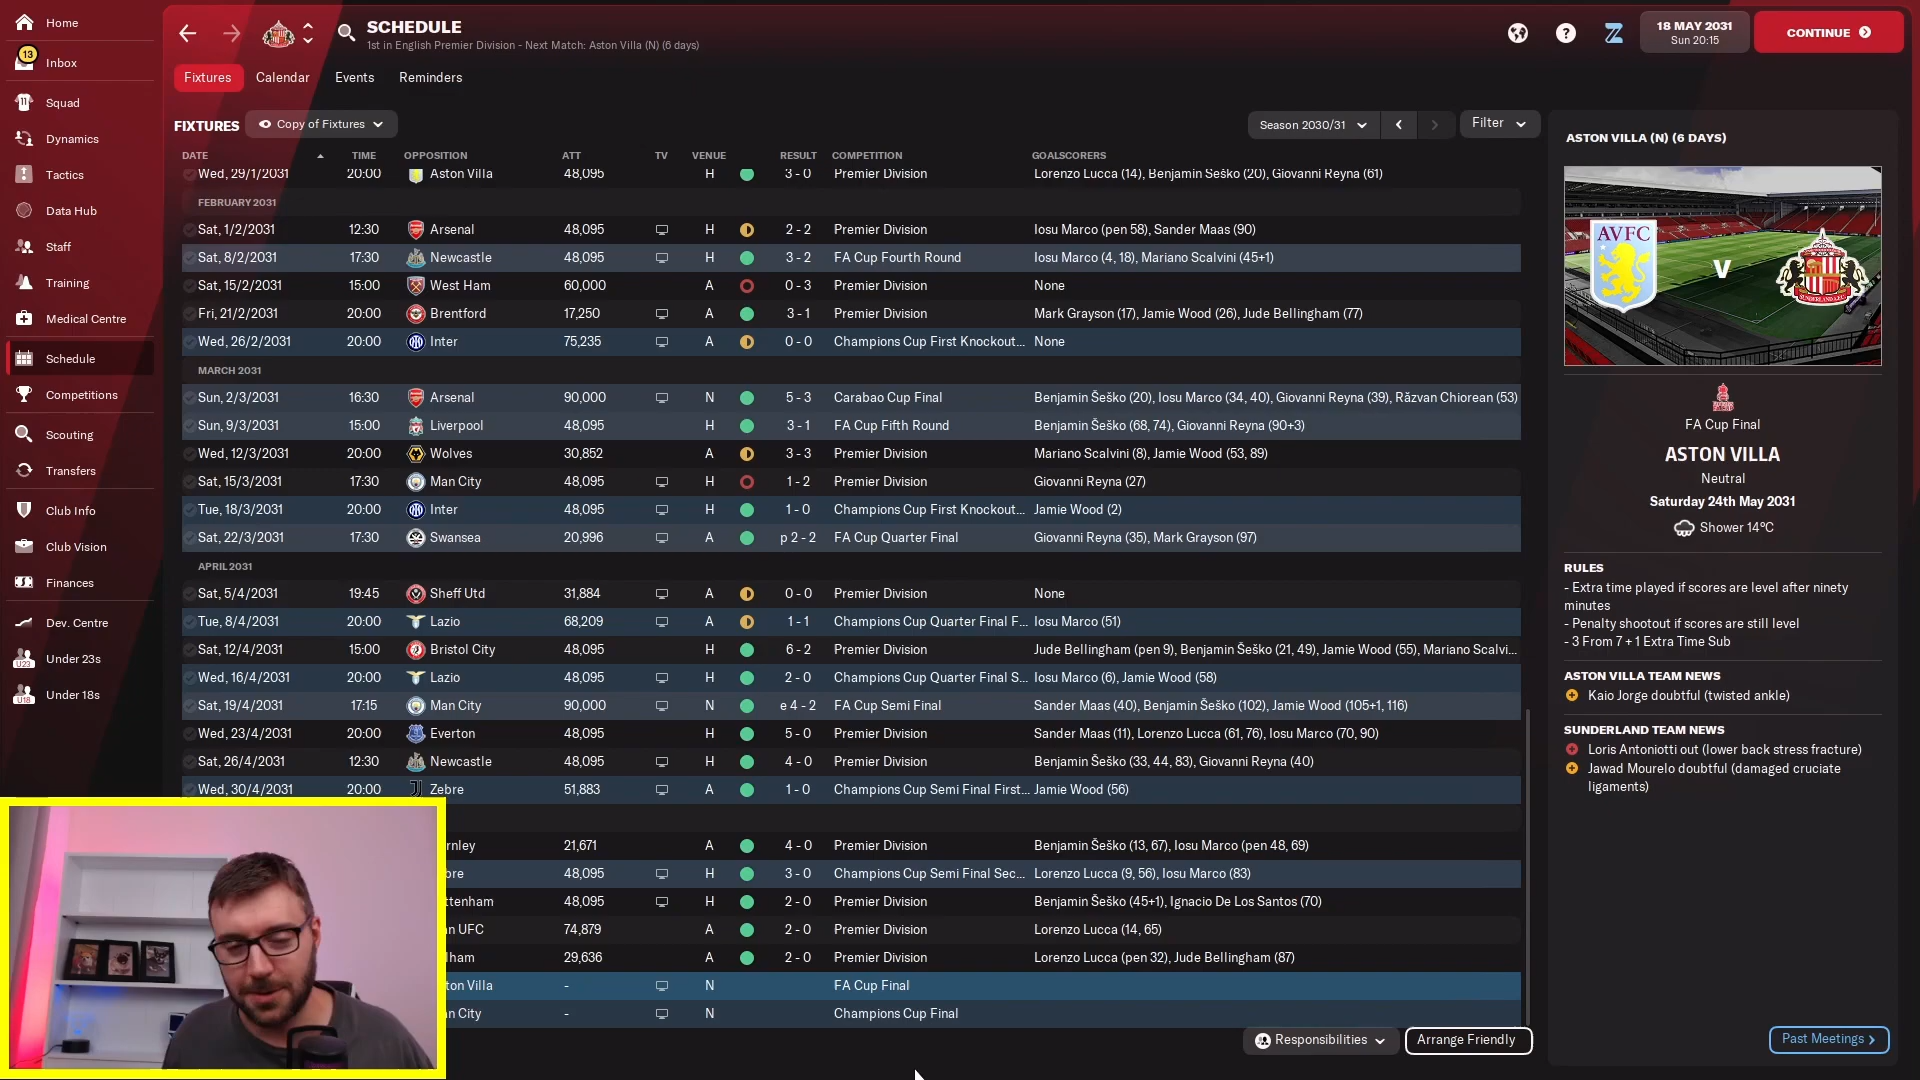 Home
13
Inbox
Squad
Dynamics
Tactics
Data Hub
Staff
Training
Medical Centre
Schedule
Competitions
Scouting
Transfers
Club Info
Club Vision
Finances
Dev. Centre
U23 Under 23s
U18 Under 18s
SCHEDULE
1st in English Premier Division - Next Match: Aston Villa (N) (6 days)
18 MAY 2031
Sun 20:15
CONTINUE
Fixtures Calendar Events Reminders
FIXTURES Copy of Fixtures Season 2030/31 Filter
DATE TIME OPPOSITION ATT TV VENUE RESULT COMPETITION GOALSCORERS
Wed, 29/1/2031 20:00 Aston Villa 48,095 H 3 - 0 Premier Division Lorenzo Lucca (14), Benjamin Šeško (20), Giovanni Reyna (61)
FEBRUARY 2031
Sat, 1/2/2031 12:30 Arsenal 48,095 H 2 - 2 Premier Division Iosu Marco (pen 58), Sander Maas (90)
Sat, 8/2/2031 17:30 Newcastle 48,095 H 3 - 2 FA Cup Fourth Round Iosu Marco (4, 18), Mariano Scalvini (45+1)
Sat, 15/2/2031 15:00 West Ham 60,000 A 0 - 3 Premier Division None
Fri, 21/2/2031 20:00 Brentford 17,250 A 3 - 1 Premier Division Mark Grayson (17), Jamie Wood (26), Jude Bellingham (77)
Wed, 26/2/2031 20:00 Inter 75,235 A 0 - 0 Champions Cup First Knockout... None
MARCH 2031
Sun, 2/3/2031 16:30 Arsenal 90,000 N 5 - 3 Carabao Cup Final Benjamin Šeško (20), Iosu Marco (34, 40), Giovanni Reyna (39), Răzvan Chiorean (53)
Sun, 9/3/2031 15:00 Liverpool 48,095 H 3 - 1 FA Cup Fifth Round Benjamin Šeško (68, 74), Giovanni Reyna (90+3)
Wed, 12/3/2031 20:00 Wolves 30,852 A 3 - 3 Premier Division Mariano Scalvini (8), Jamie Wood (53, 89)
Sat, 15/3/2031 17:30 Man City 48,095 H 1 - 2 Premier Division Giovanni Reyna (27)
Tue, 18/3/2031 20:00 Inter 48,095 H 1 - 0 Champions Cup First Knockout... Jamie Wood (2)
Sat, 22/3/2031 17:30 Swansea 20,996 A p 2 - 2 FA Cup Quarter Final Giovanni Reyna (35), Mark Grayson (97)
APRIL 2031
Sat, 5/4/2031 19:45 Sheff Utd 31,884 A 0 - 0 Premier Division None
Tue, 8/4/2031 20:00 Lazio 68,209 A 1 - 1 Champions Cup Quarter Final F... Iosu Marco (51)
Sat, 12/4/2031 15:00 Bristol City 48,095 H 6 - 2 Premier Division Jude Bellingham (pen 9), Benjamin Šeško (21, 49), Jamie Wood (55), Mariano Scalvi...
Wed, 16/4/2031 20:00 Lazio 48,095 H 2 - 0 Champions Cup Quarter Final S... Iosu Marco (6), Jamie Wood (58)
Sat, 19/4/2031 17:15 Man City 90,000 N e 4 - 2 FA Cup Semi Final Sander Maas (40), Benjamin Šeško (102), Jamie Wood (105+1, 116)
Wed, 23/4/2031 20:00 Everton 48,095 H 5 - 0 Premier Division Sander Maas (11), Lorenzo Lucca (61, 76), Iosu Marco (70, 90)
Sat, 26/4/2031 12:30 Newcastle 48,095 H 4 - 0 Premier Division Benjamin Šeško (33, 44, 83), Giovanni Reyna (40)
Wed, 30/4/2031 20:00 Zebre 51,883 A 1 - 0 Champions Cup Semi Final First... Jamie Wood (56)
rnley 21,671 A 4 - 0 Premier Division Benjamin Šeško (13, 67), Iosu Marco (pen 48, 69)
bre 48,095 H 3 - 0 Champions Cup Semi Final Sec... Lorenzo Lucca (9, 56), Iosu Marco (83)
ttenham 48,095 H 2 - 0 Premier Division Benjamin Šeško (45+1), Ignacio De Los Santos (70)
n UFC 74,879 A 2 - 0 Premier Division Lorenzo Lucca (14, 65)
lham 29,636 A 2 - 0 Premier Division Lorenzo Lucca (pen 32), Jude Bellingham (87)
ton Villa - N FA Cup Final
n City - N Champions Cup Final
Responsibilities Arrange Friendly
ASTON VILLA (N) (6 DAYS)
AVFC V SUNDERLAND A.F.C.
FA Cup Final
ASTON VILLA
Neutral
Saturday 24th May 2031
Shower 14°C
RULES
- Extra time played if scores are level after ninety
minutes
- Penalty shootout if scores are still level
- 3 From 7 + 1 Extra Time Sub
ASTON VILLA TEAM NEWS
Kaio Jorge doubtful (twisted ankle)
SUNDERLAND TEAM NEWS
Loris Antoniotti out (lower back stress fracture)
Jawad Mourelo doubtful (damaged cruciate
ligaments)
Past Meetings